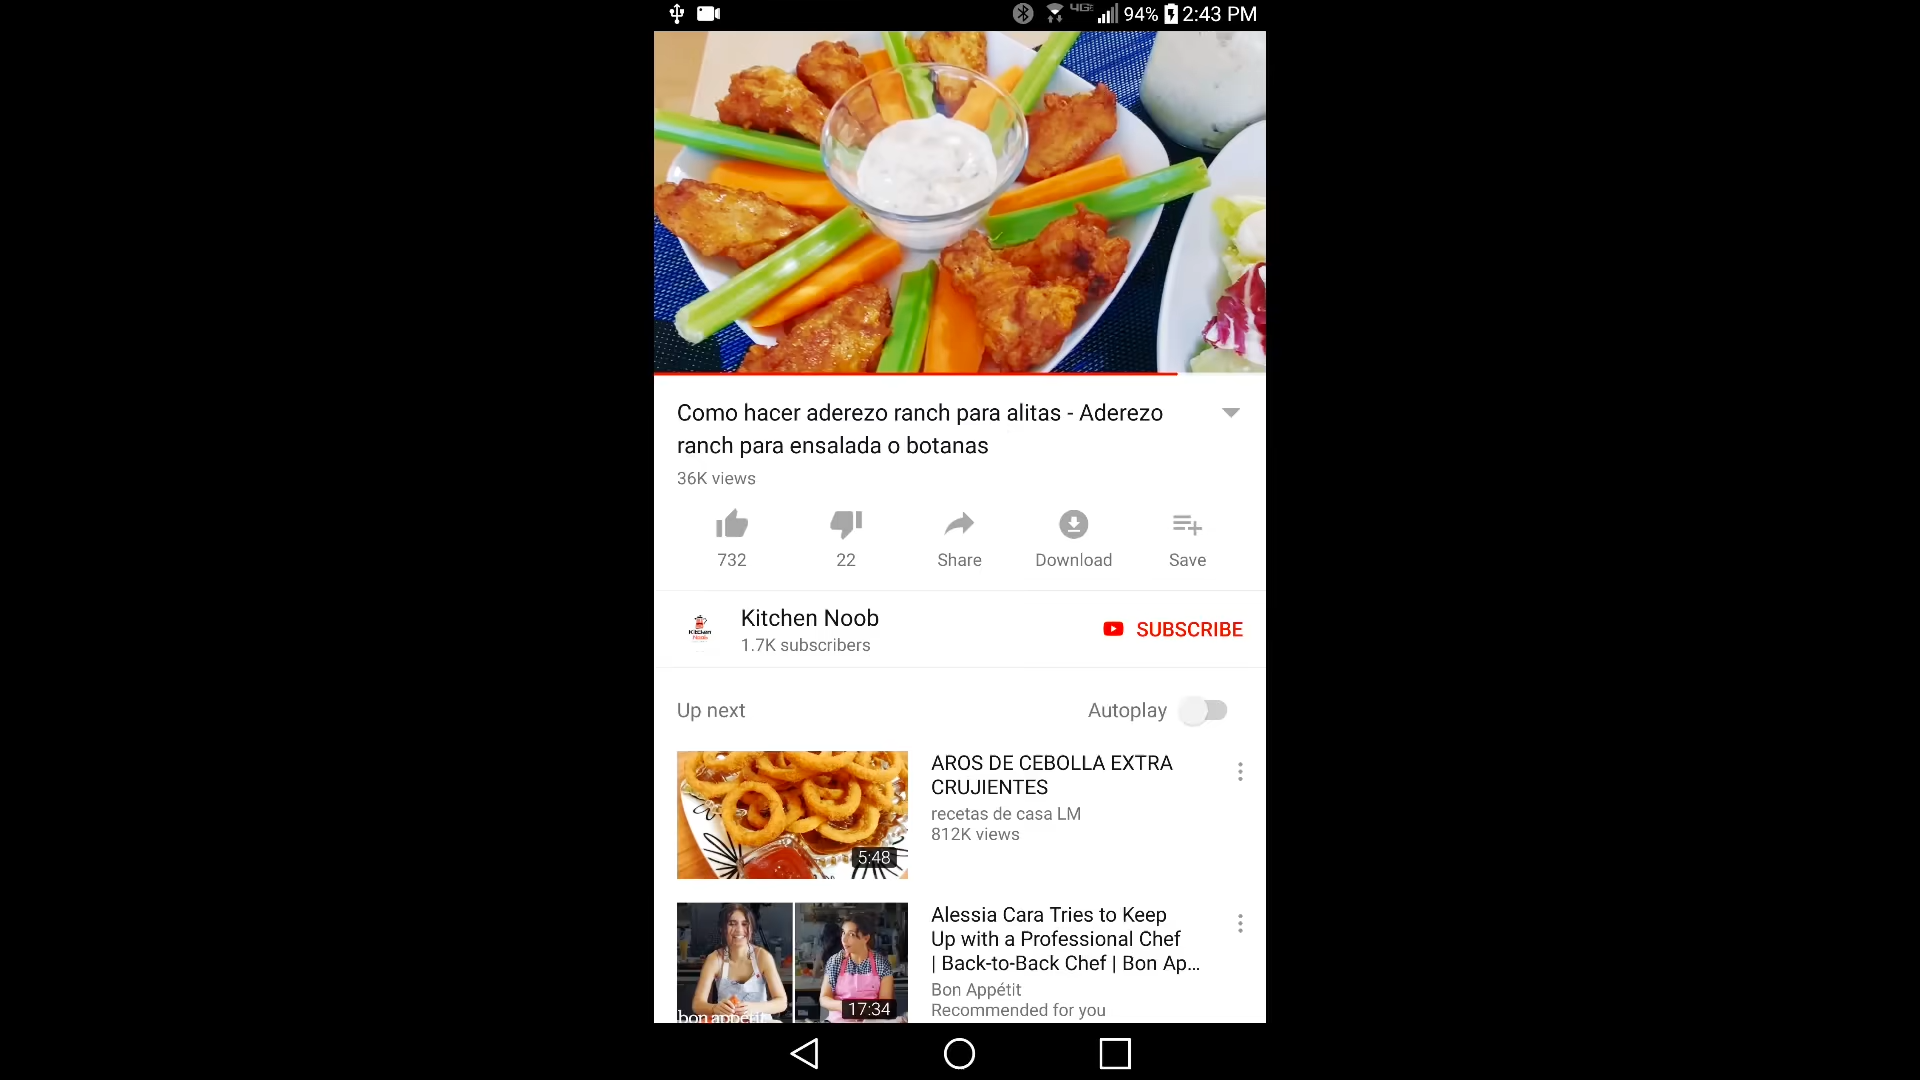 4G 94% 2:43 PM
Como hacer aderezo ranch para alitas - Aderezo
ranch para ensalada o botanas
36K views
732
22
Share
Download
Save
Kitchen Noob
1.7K subscribers
SUBSCRIBE
Up next
Autoplay
AROS DE CEBOLLA EXTRA
CRUJIENTES
recetas de casa LM
812K views
5:48
Alessia Cara Tries to Keep
Up with a Professional Chef
| Back-to-Back Chef | Bon Ap...
Bon Appétit
Recommended for you
bon appétit
17:34